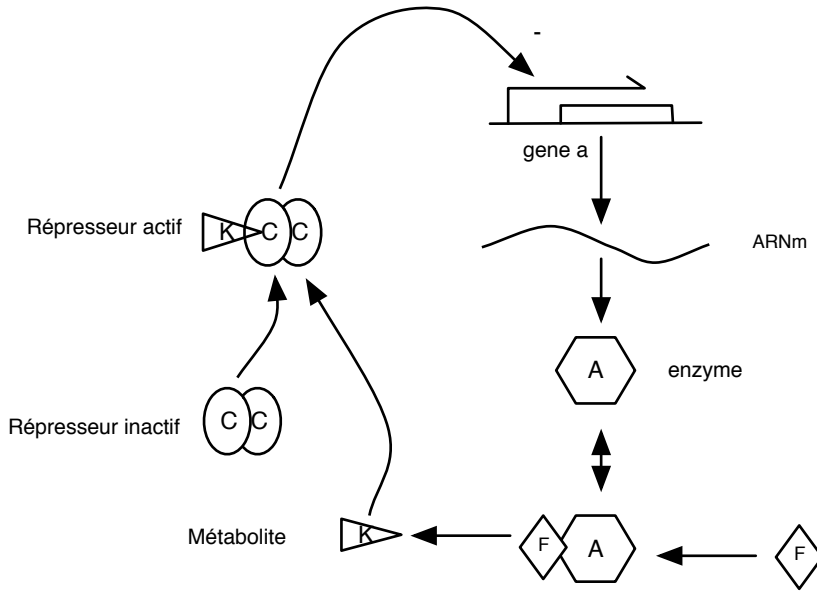 -
gene a
Répresseur actif
K C C
ARNm
A
enzyme
Répresseur inactif
C C
Métabolite
K
F A
F